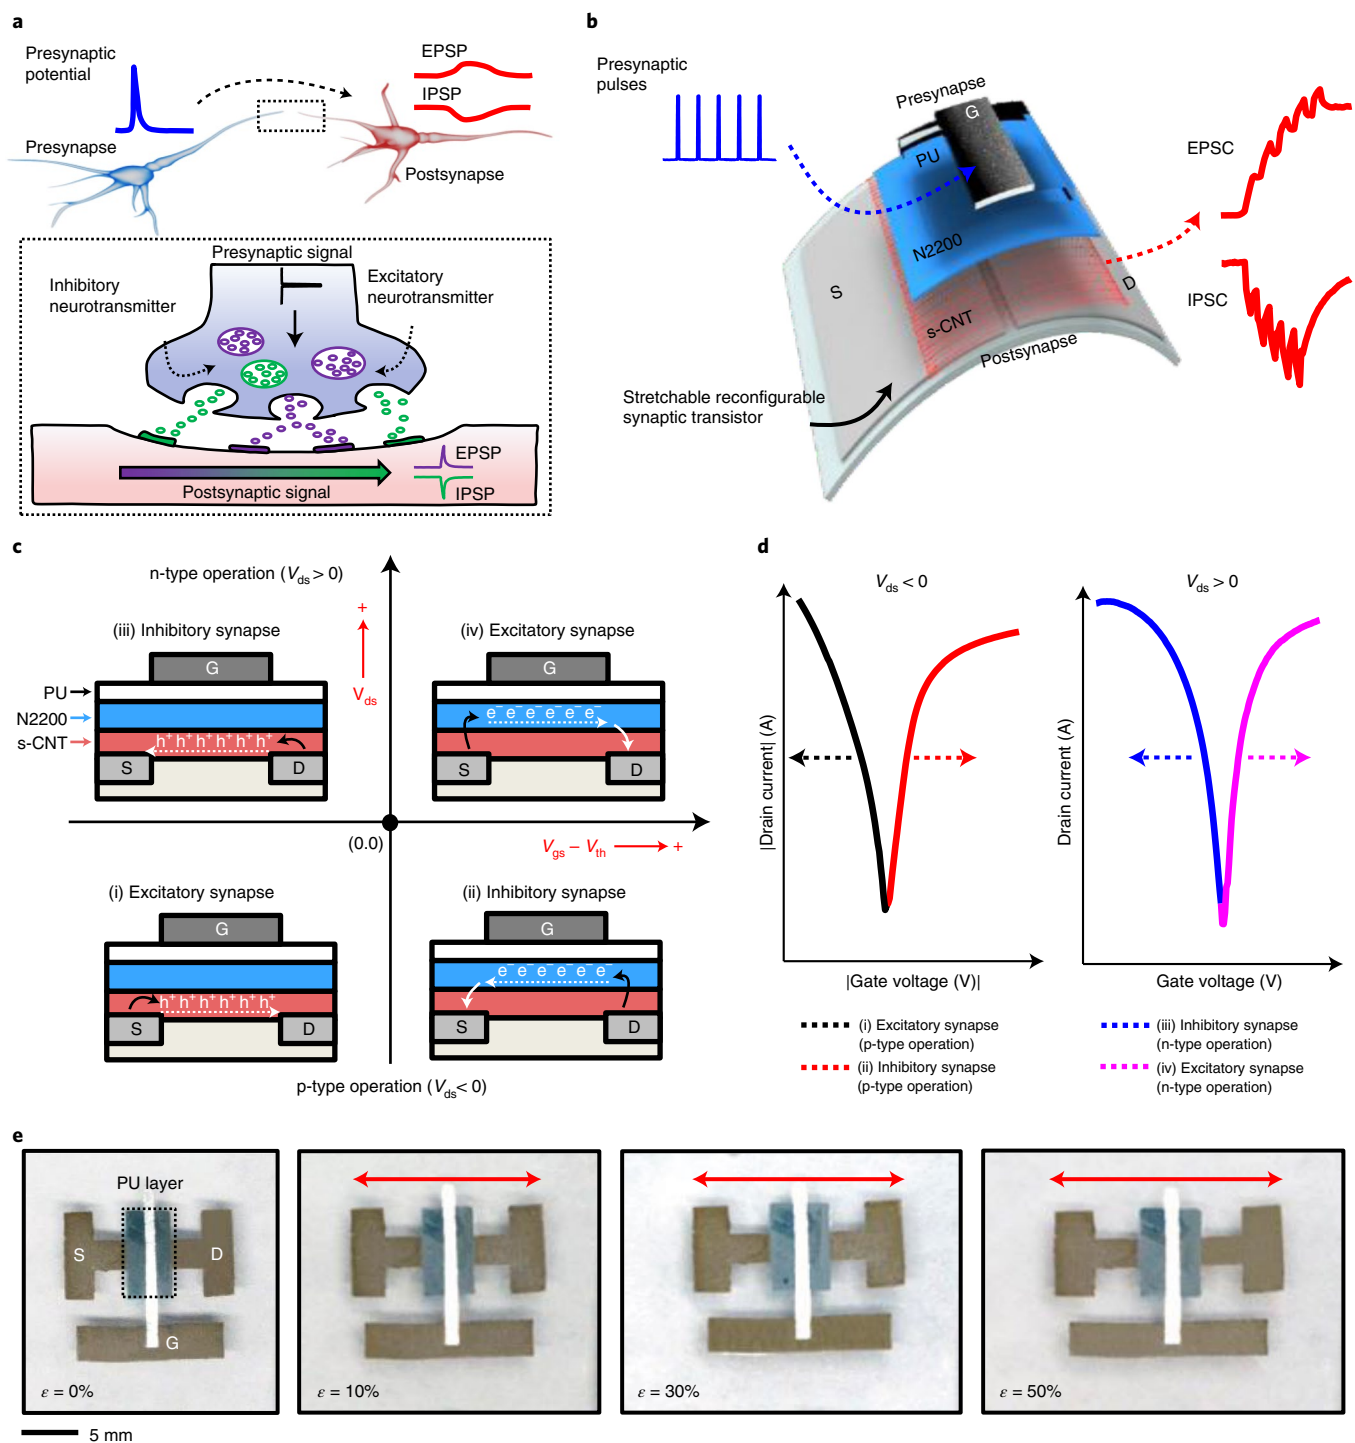 a
Presynaptic
potential
EPSP
IPSP
Presynapse
Postsynapse
Presynaptic signal
Inhibitory
neurotransmitter
Excitatory
neurotransmitter
EPSP
IPSP
Postsynaptic signal
b
Presynaptic
pulses
Presynapse
G
PU
N2200
S
s-CNT
D
Postsynapse
EPSC
IPSC
Stretchable reconfigurable
synaptic transistor
c
n-type operation (Vds > 0)
+
Vds
(iii) Inhibitory synapse
G
PU
N2200
s-CNT
h+ h+ h+ h+ h+ h+
S
D
(iv) Excitatory synapse
G
e− e− e− e− e− e−
S
D
(0.0)
Vgs − Vth
+
(i) Excitatory synapse
G
h+ h+ h+ h+ h+ h+
S
D
(ii) Inhibitory synapse
G
e− e− e− e− e− e−
S
D
p-type operation (Vds < 0)
d
Vds < 0
|Drain current| (A)
|Gate voltage (V)|
(i) Excitatory synapse
(p-type operation)
(ii) Inhibitory synapse
(p-type operation)
Vds > 0
Drain current (A)
Gate voltage (V)
(iii) Inhibitory synapse
(n-type operation)
(iv) Excitatory synapse
(n-type operation)
e
PU layer
S
D
G
ε = 0%
ε = 10%
ε = 30%
ε = 50%
5 mm